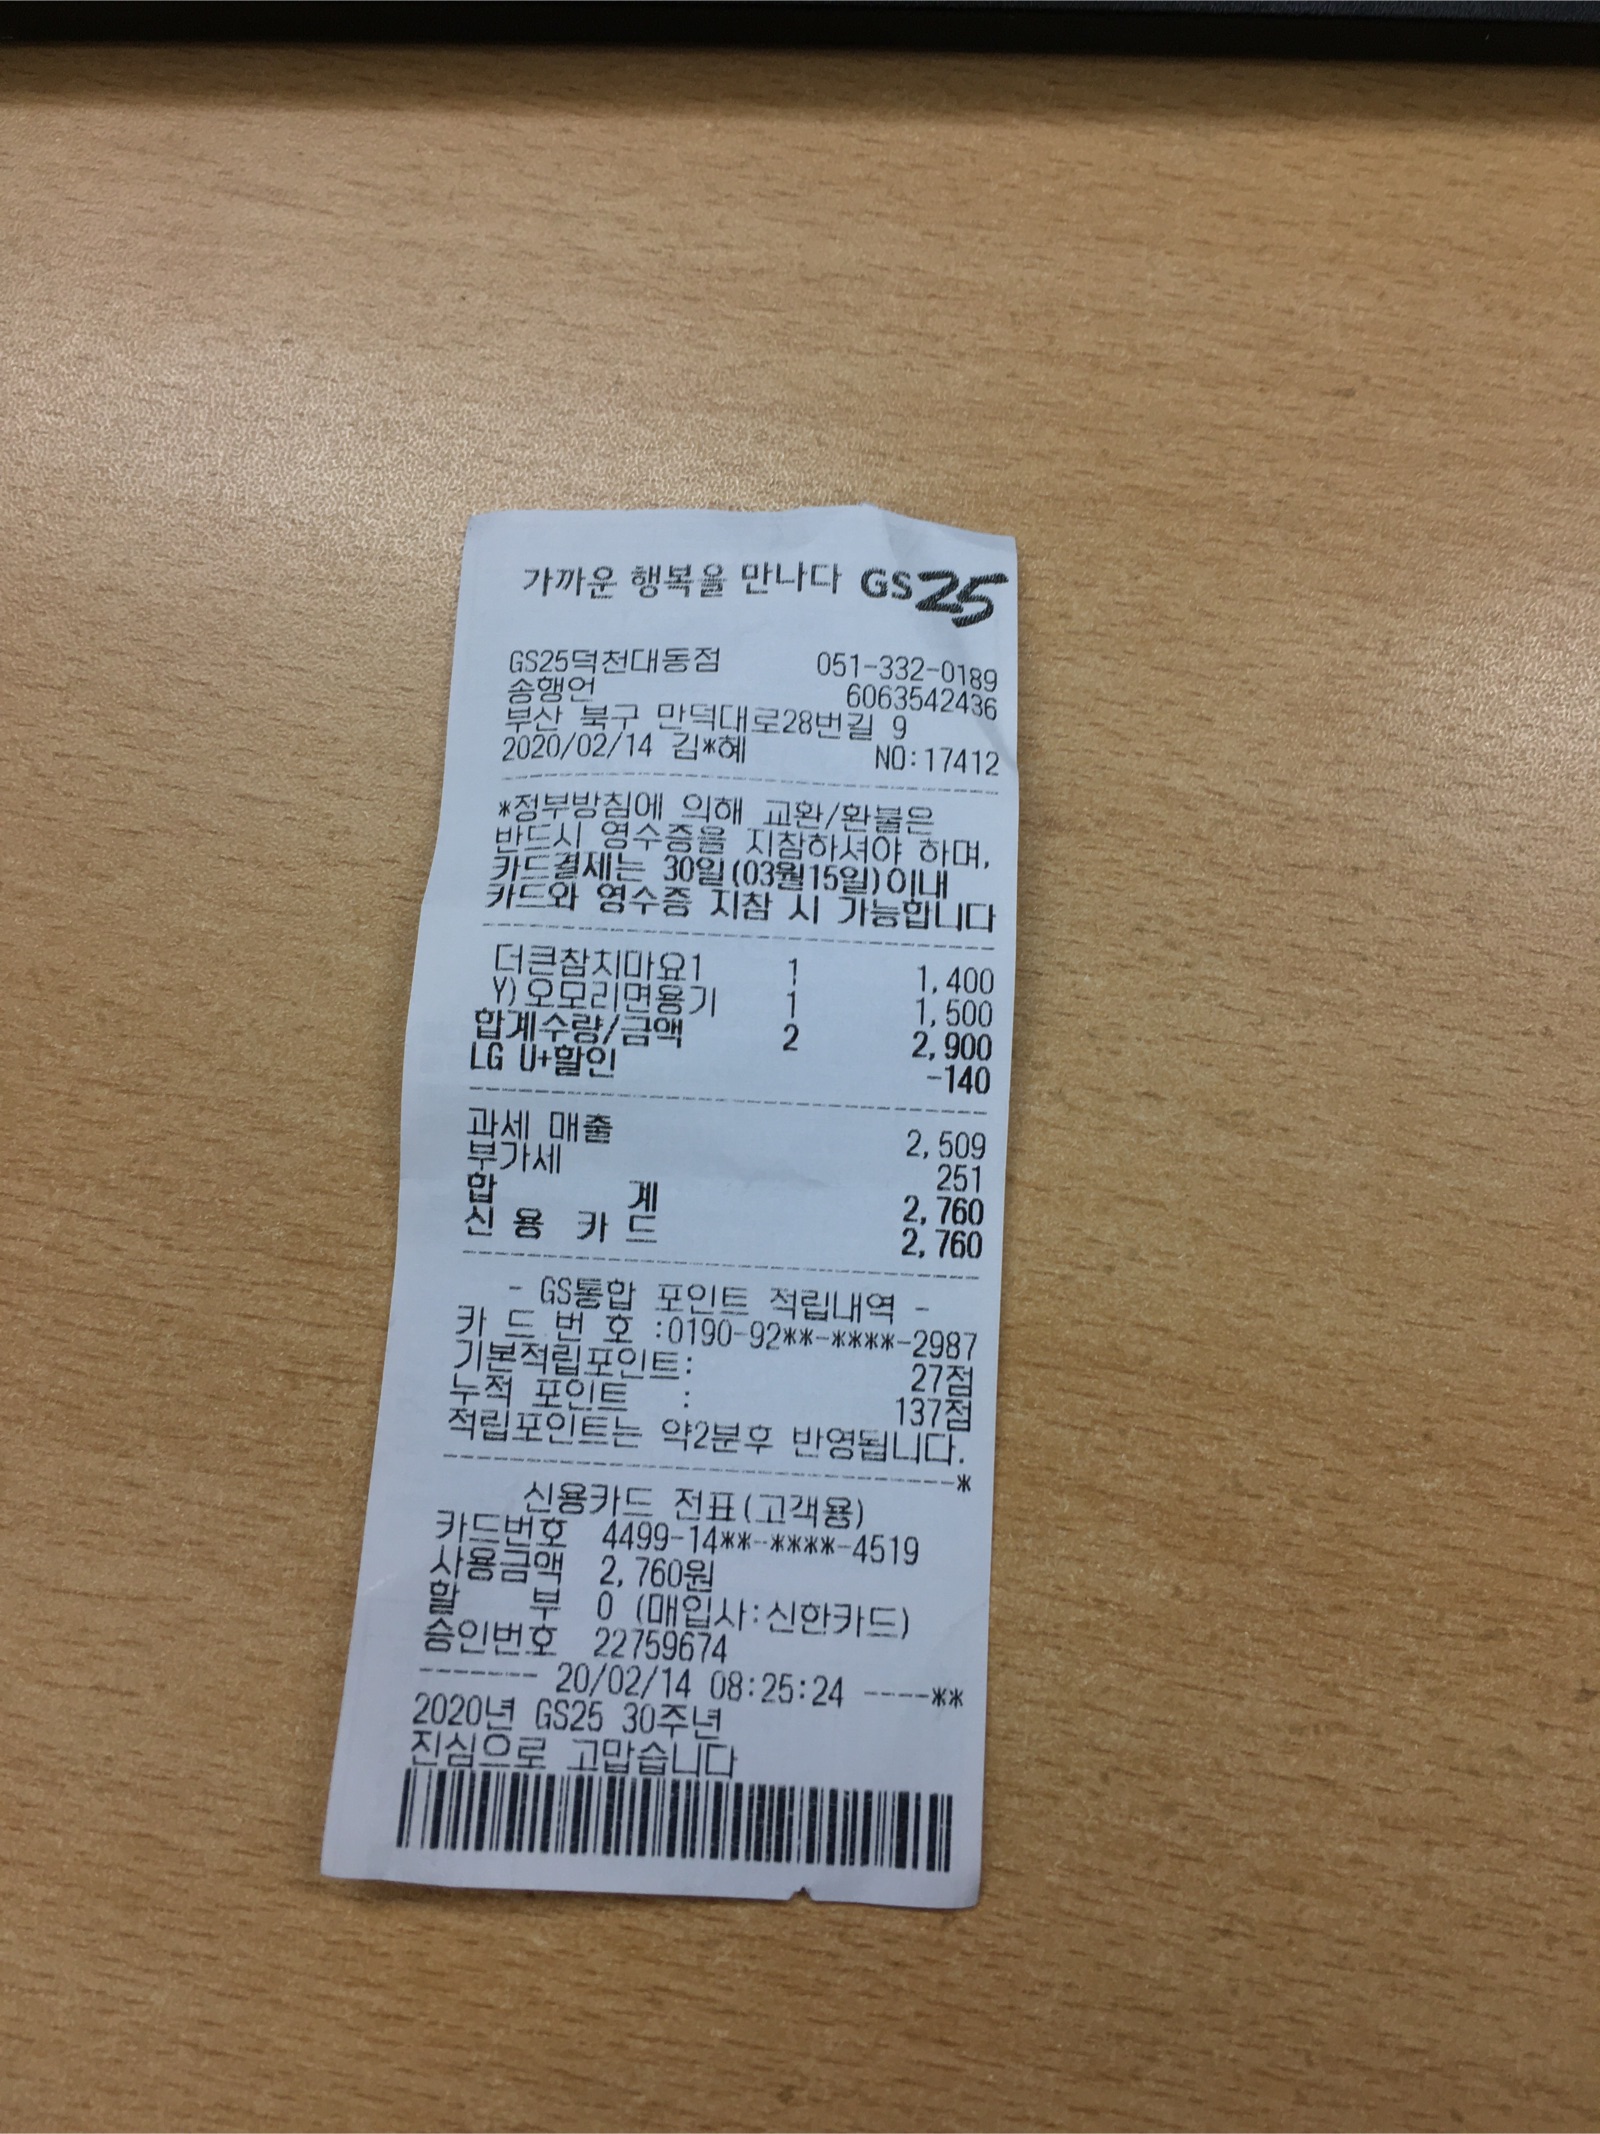 가까운 행복을 만나다 GS25
GS25덕천대동점 051-332-0189
송행언 6063542436
부산 북구 만덕대로28번길 9
2020/02/14 김*혜 NO:17412
*정부방침에 의해 교환/환불은
반드시 영수증을 지참하셔야 하며,
카드결제는 30일(03월15일)이내
카드와 영수증 지참 시 가능합니다
더큰참치마요1 1 1,400
Y)오모리면용기 1 1,500
합계수량/금액 2 2,900
LG U+할인 -140
과세 매출 2,509
부가세 251
합 계 2,760
신 용 카 드 2,760
- GS통합 포인트 적립내역 -
카 드 번 호 :0190-92**-****-2987
기본적립포인트: 27점
누적 포인트 : 137점
적립포인트는 약2분후 반영됩니다.
--------------------------------*
신용카드 전표(고객용)
카드번호 4499-14**-****-4519
사용금액 2,760원
할 부 0 (매입사:신한카드)
승인번호 22759674
------- 20/02/14 08:25:24 ----**
2020년 GS25 30주년
진심으로 고맙습니다